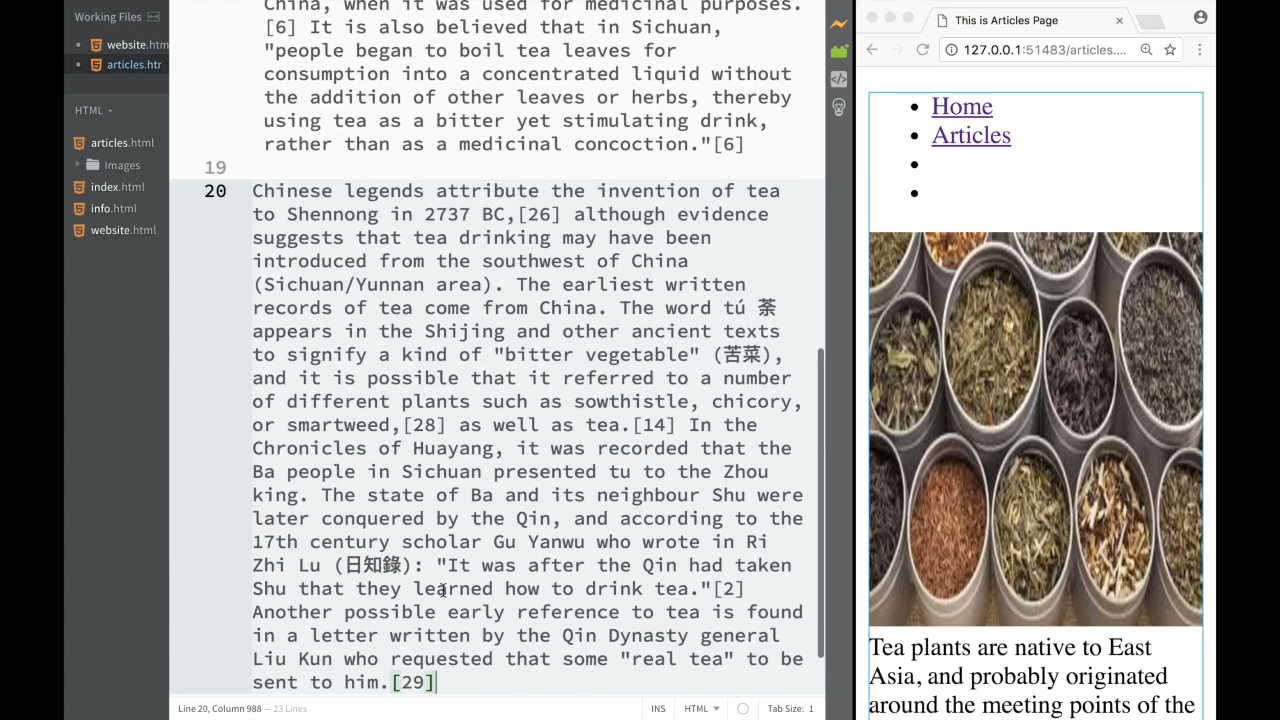 Working Files
website.htm
articles.htr
HTML
articles.html
Images
index.html
info.html
website.html
China, when it was used for medicinal purposes.
[6] It is also believed that in Sichuan,
"people began to boil tea leaves for
consumption into a concentrated liquid without
the addition of other leaves or herbs, thereby
using tea as a bitter yet stimulating drink,
rather than as a medicinal concoction."[6]
19
20 Chinese legends attribute the invention of tea
to Shennong in 2737 BC,[26] although evidence
suggests that tea drinking may have been
introduced from the southwest of China
(Sichuan/Yunnan area). The earliest written
records of tea come from China. The word tú 荼
appears in the Shijing and other ancient texts
to signify a kind of "bitter vegetable" (苦菜),
and it is possible that it referred to a number
of different plants such as sowthistle, chicory,
or smartweed,[28] as well as tea.[14] In the
Chronicles of Huayang, it was recorded that the
Ba people in Sichuan presented tu to the Zhou
king. The state of Ba and its neighbour Shu were
later conquered by the Qin, and according to the
17th century scholar Gu Yanwu who wrote in Ri
Zhi Lu (日知錄): "It was after the Qin had taken
Shu that they learned how to drink tea."[2]
Another possible early reference to tea is found
in a letter written by the Qin Dynasty general
Liu Kun who requested that some "real tea" to be
sent to him.[29]
Line 20, Column 988 — 23 Lines
INS
HTML
Tab Size: 1
This is Articles Page
127.0.0.1:51483/articles....
Home
Articles
Tea plants are native to East
Asia, and probably originated
around the meeting points of the